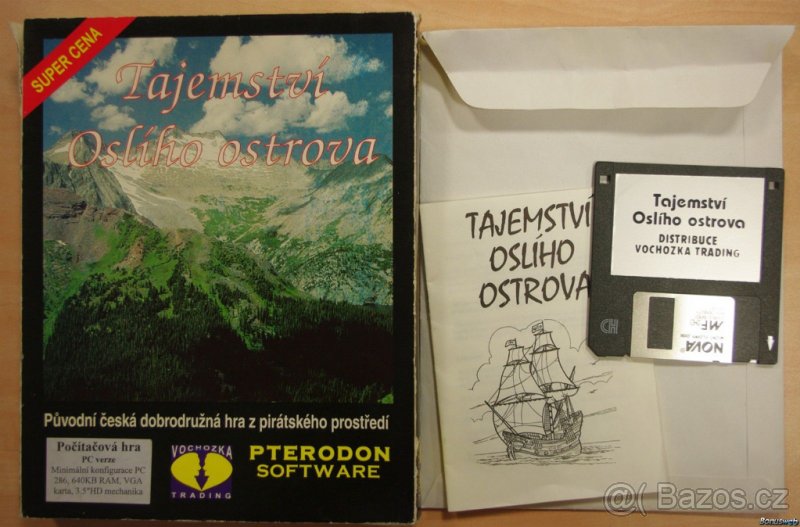 SUPER CENA
Tajemství
Oslího ostrova
Původní česká dobrodružná hra z pirátského prostředí
Počítačová hra
PC verze
Minimální konfigurace PC
286, 640KB RAM, VGA
karta, 3.5"HD mechanika
VOCHOZKA
TRADING
PTERODON
SOFTWARE
TAJEMSTVÍ
OSLÍHO
OSTROVA
Tajemství
Oslího ostrova
DISTRIBUCE
VOCHOZKA TRADING
NOVA®
Bazos.cz
Bonusweb